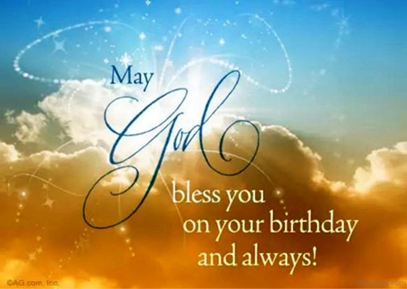 May
God
bless you
on your birthday
and always!
©AG.com, Inc.